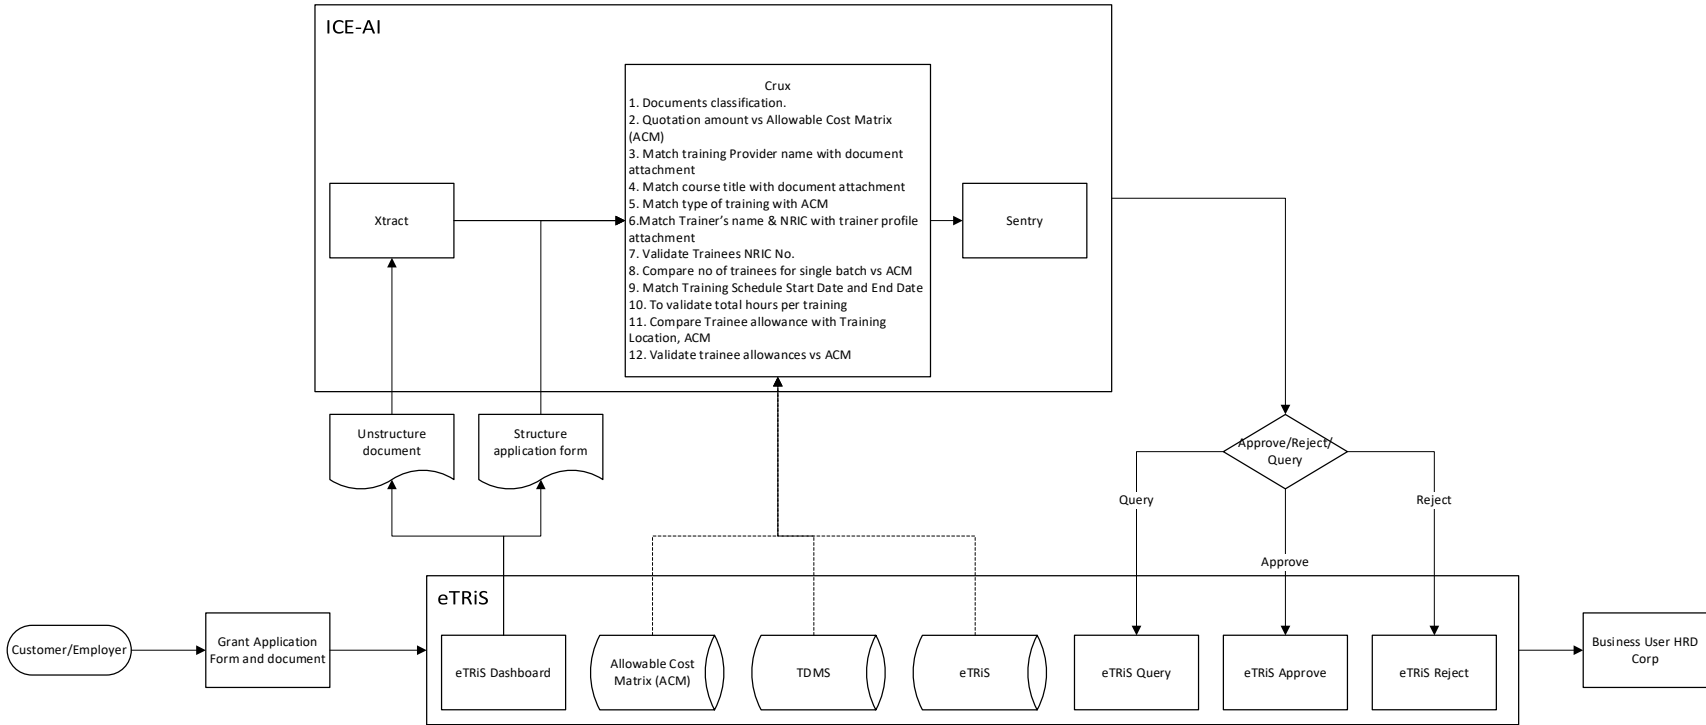 ICE-AI
Crux
1. Documents classification.
2. Quotation amount vs Allowable Cost Matrix
(ACM)
3. Match training Provider name with document
attachment
4. Match course title with document attachment
5. Match type of training with ACM
6.Match Trainer's name & NRIC with trainer profile
attachment
7. Validate Trainees NRIC No.
8. Compare no of trainees for single batch vs ACM
9. Match Training Schedule Start Date and End Date
10. To validate total hours per training
11. Compare Trainee allowance with Training
Location, ACM
12. Validate trainee allowances vs ACM
Xtract
Sentry
Unstructure
document
Structure
application form
Approve/Reject/
Query
Query
Approve
Reject
eTRiS
Customer/Employer
Grant Application
Form and document
eTRiS Dashboard
Allowable Cost
Matrix (ACM)
TDMS
eTRiS
eTRiS Query
eTRiS Approve
eTRiS Reject
Business User HRD
Corp